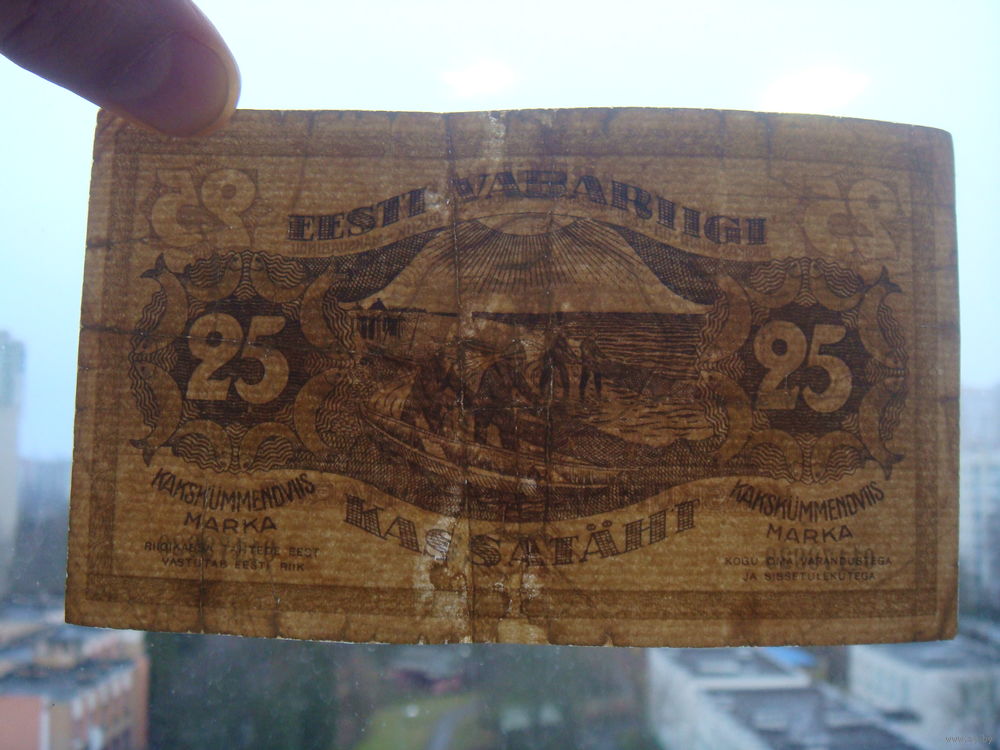 EESTI VABARIIGI
25
25
KAKSKÜMMENDVIIS
MARKA
KASSATÄHT
KAKSKÜMMENDVIIS
MARKA
RIIGIKASSA TÄHTEDE EEST
VASTUTAB EESTI RIIK
KOGU OMA VARANDUSTEGA
JA SISSETULEKUTEGA